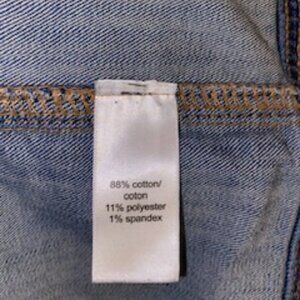 88% cotton/
coton
11% polyester
1% spandex